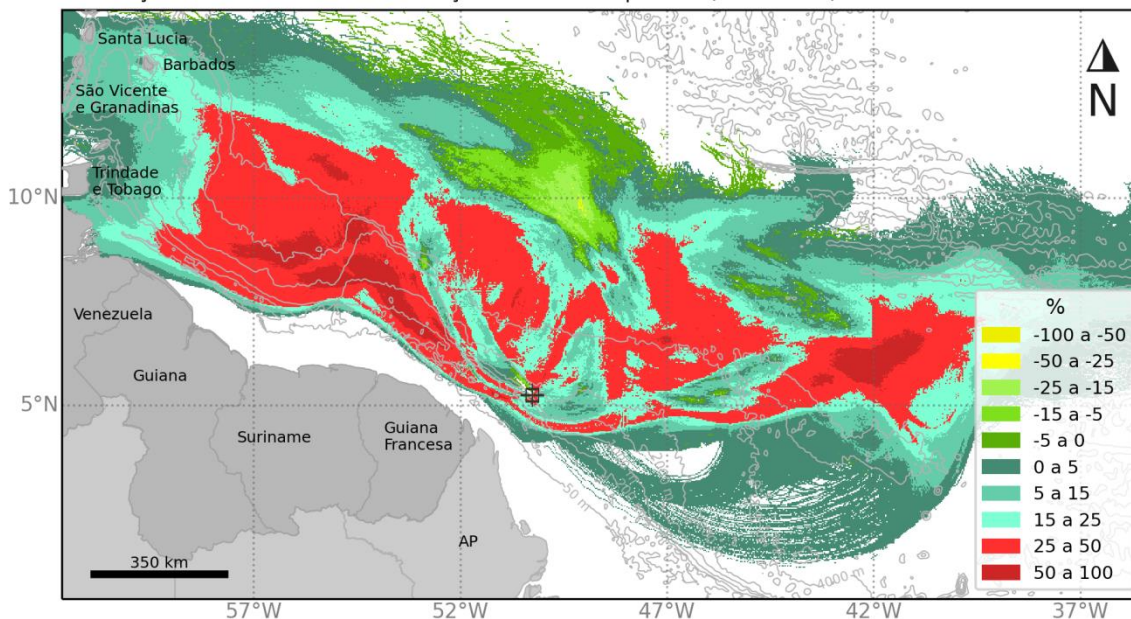 Santa Lucia
Barbados
São Vicente
e Granadinas
Trindade
e Tobago
N
10°N
5°N
Venezuela
Guiana
Suriname
Guiana
Francesa
AP
50 m
4000 m
350 km
%
-100 a -50
-50 a -25
-25 a -15
-15 a -5
-5 a 0
0 a 5
5 a 15
15 a 25
25 a 50
50 a 100
57°W
52°W
47°W
42°W
37°W